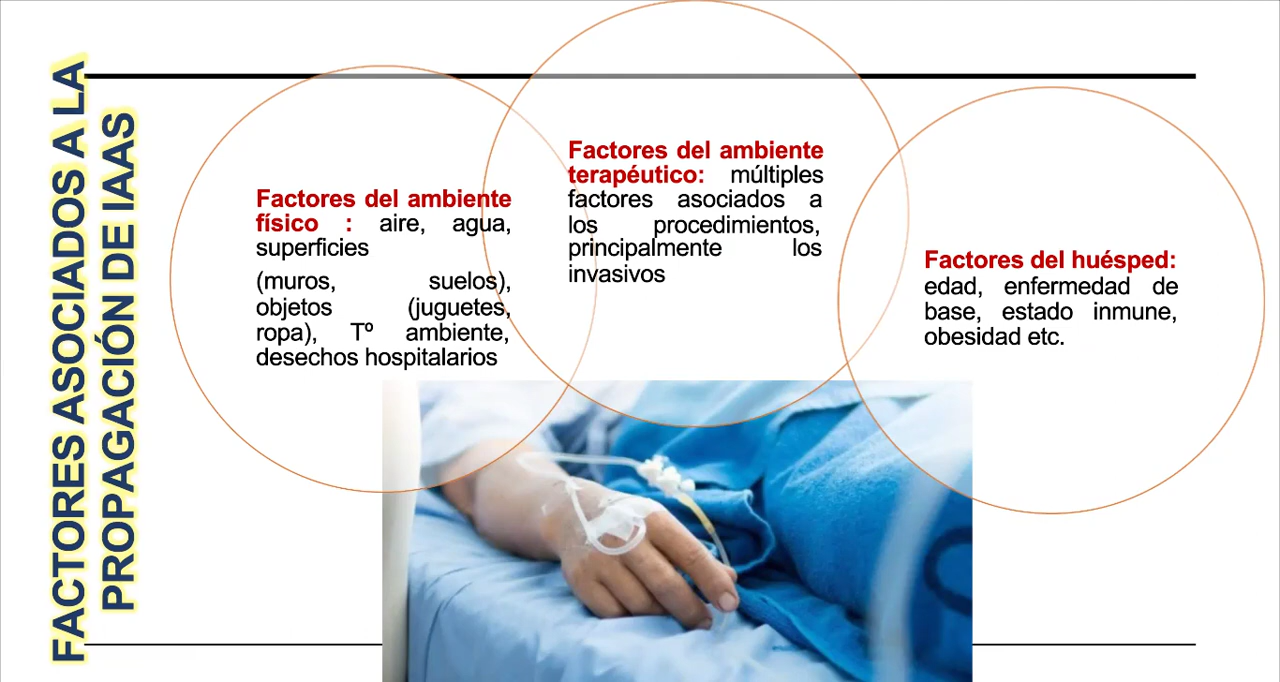 FACTORES ASOCIADOS A LA
PROPAGACIÓN DE IAAS
Factores del ambiente
físico : aire, agua,
superficies
(muros, suelos),
objetos (juguetes,
ropa), Tº ambiente,
desechos hospitalarios
Factores del ambiente
terapéutico: múltiples
factores asociados a
los procedimientos,
principalmente los
invasivos
Factores del huésped:
edad, enfermedad de
base, estado inmune,
obesidad etc.